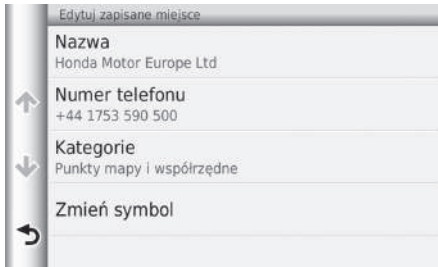 Edytuj zapisane miejsce
Nazwa
Honda Motor Europe Ltd
Numer telefonu
+44 1753 590 500
Kategorie
Punkty mapy i współrzędne
Zmień symbol